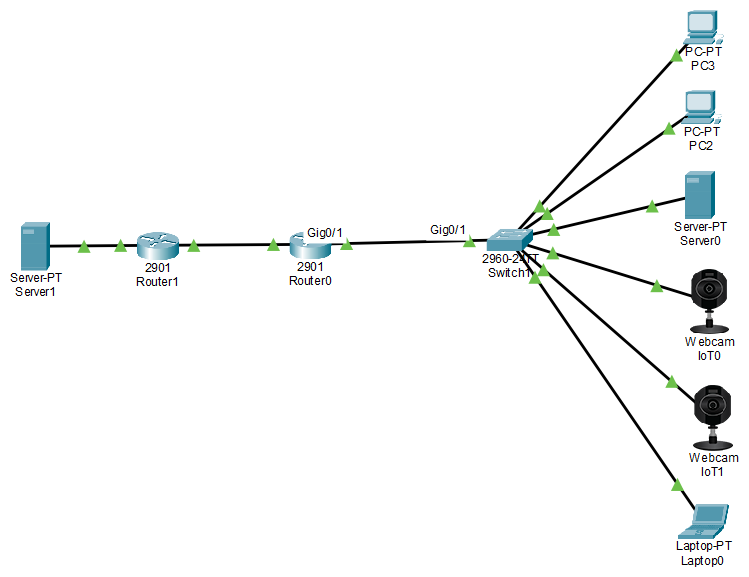 PC-PT
PC3
PC-PT
PC2
Server-PT
Server0
Gig0/1
Gig0/1
2901
Router1
2901
Router0
2960-24TT
Switch1
Server-PT
Server1
Webcam
IoT0
Webcam
IoT1
Laptop-PT
Laptop0